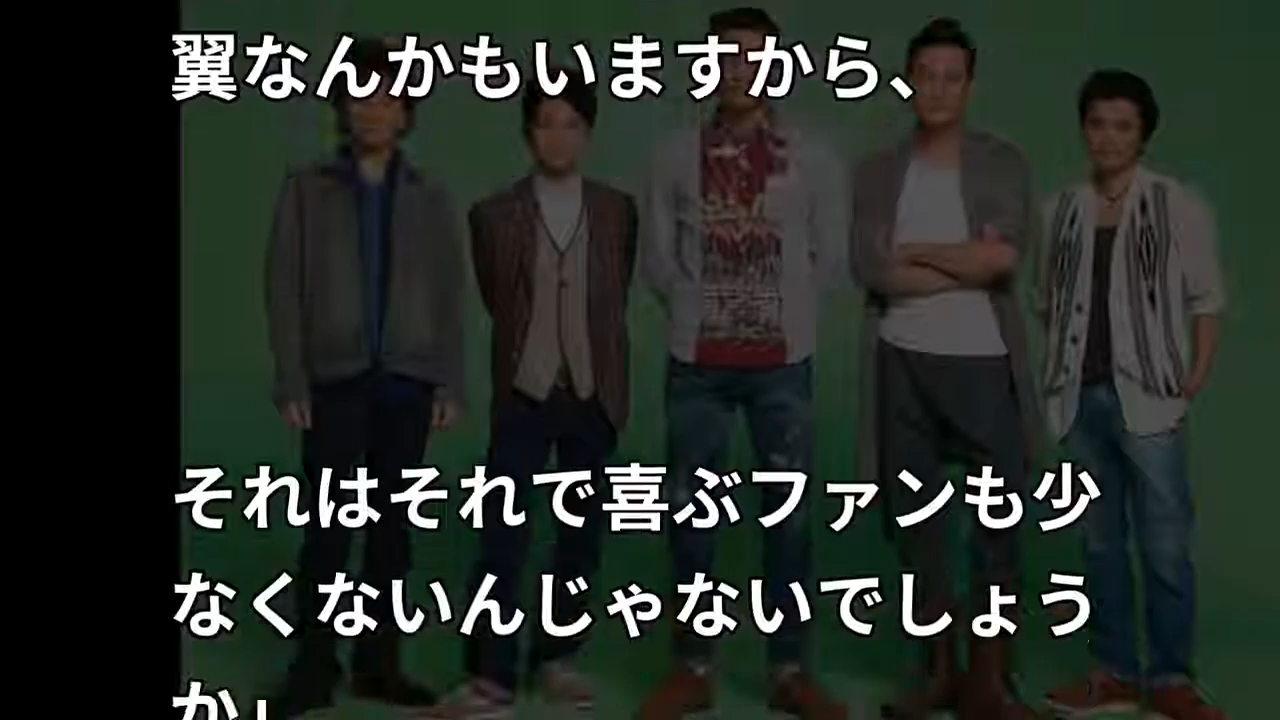 翼なんかもいますから、
それはそれで喜ぶファンも少
なくないんじゃないでしょう
か」